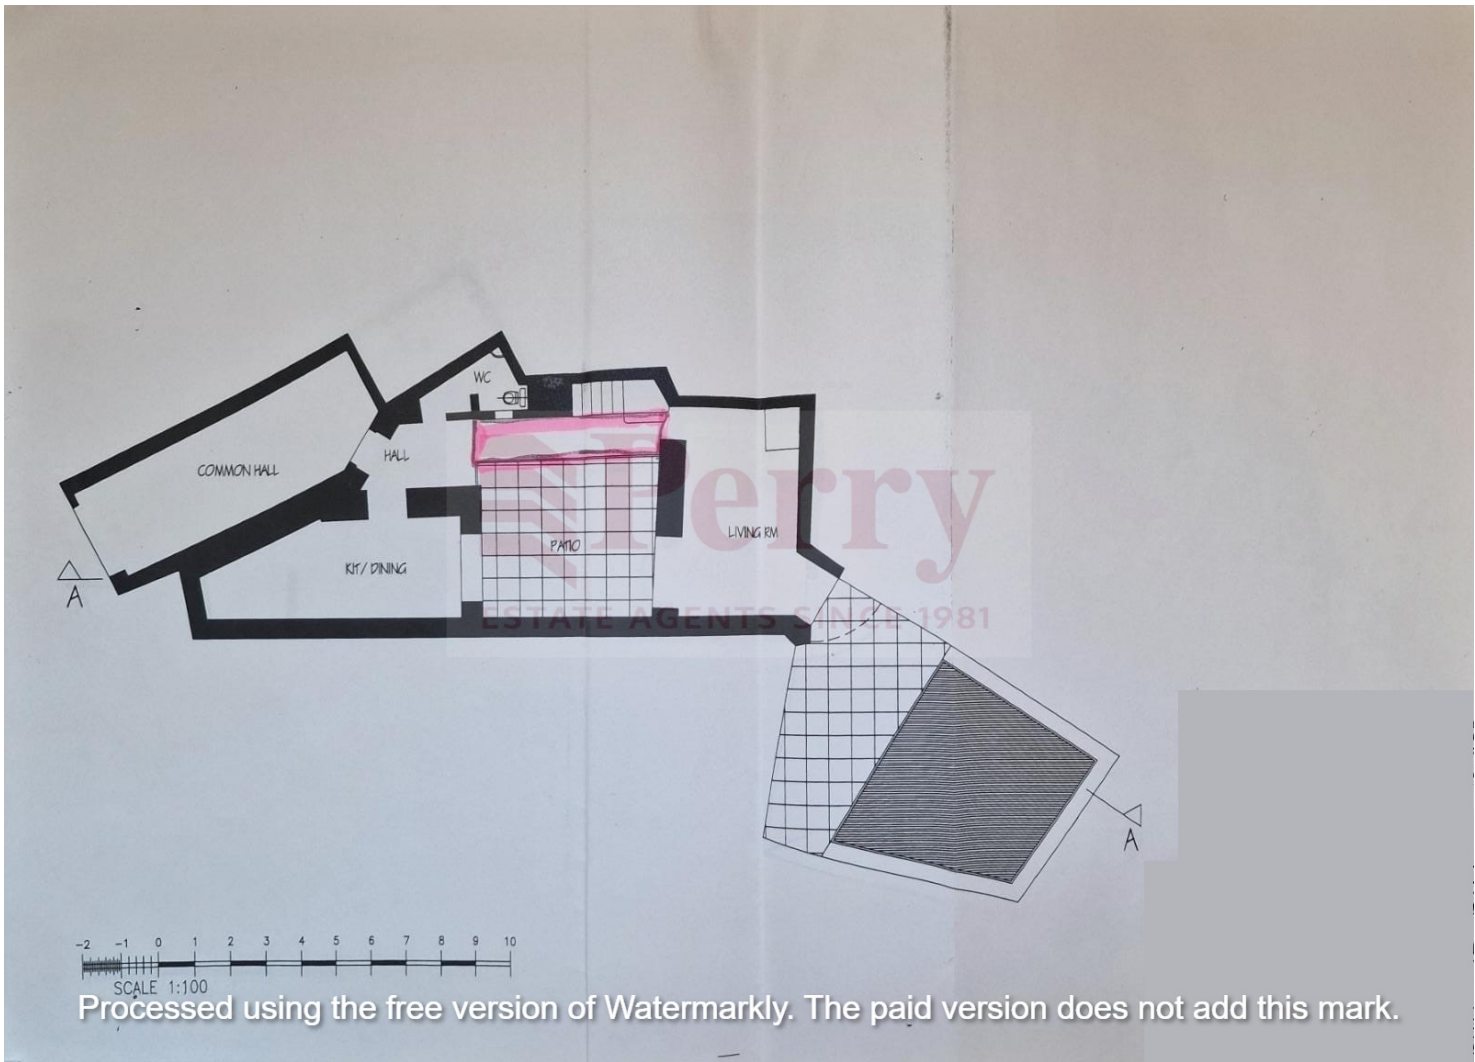 WC
HALL
COMMON HALL
Perry
LIVING RM
PATIO
KIT/ DINING
ESTATE AGENTS SINCE 1981
A
A
-2 -1 0 1 2 3 4 5 6 7 8 9 10
SCALE 1:100
Processed using the free version of Watermarkly. The paid version does not add this mark.